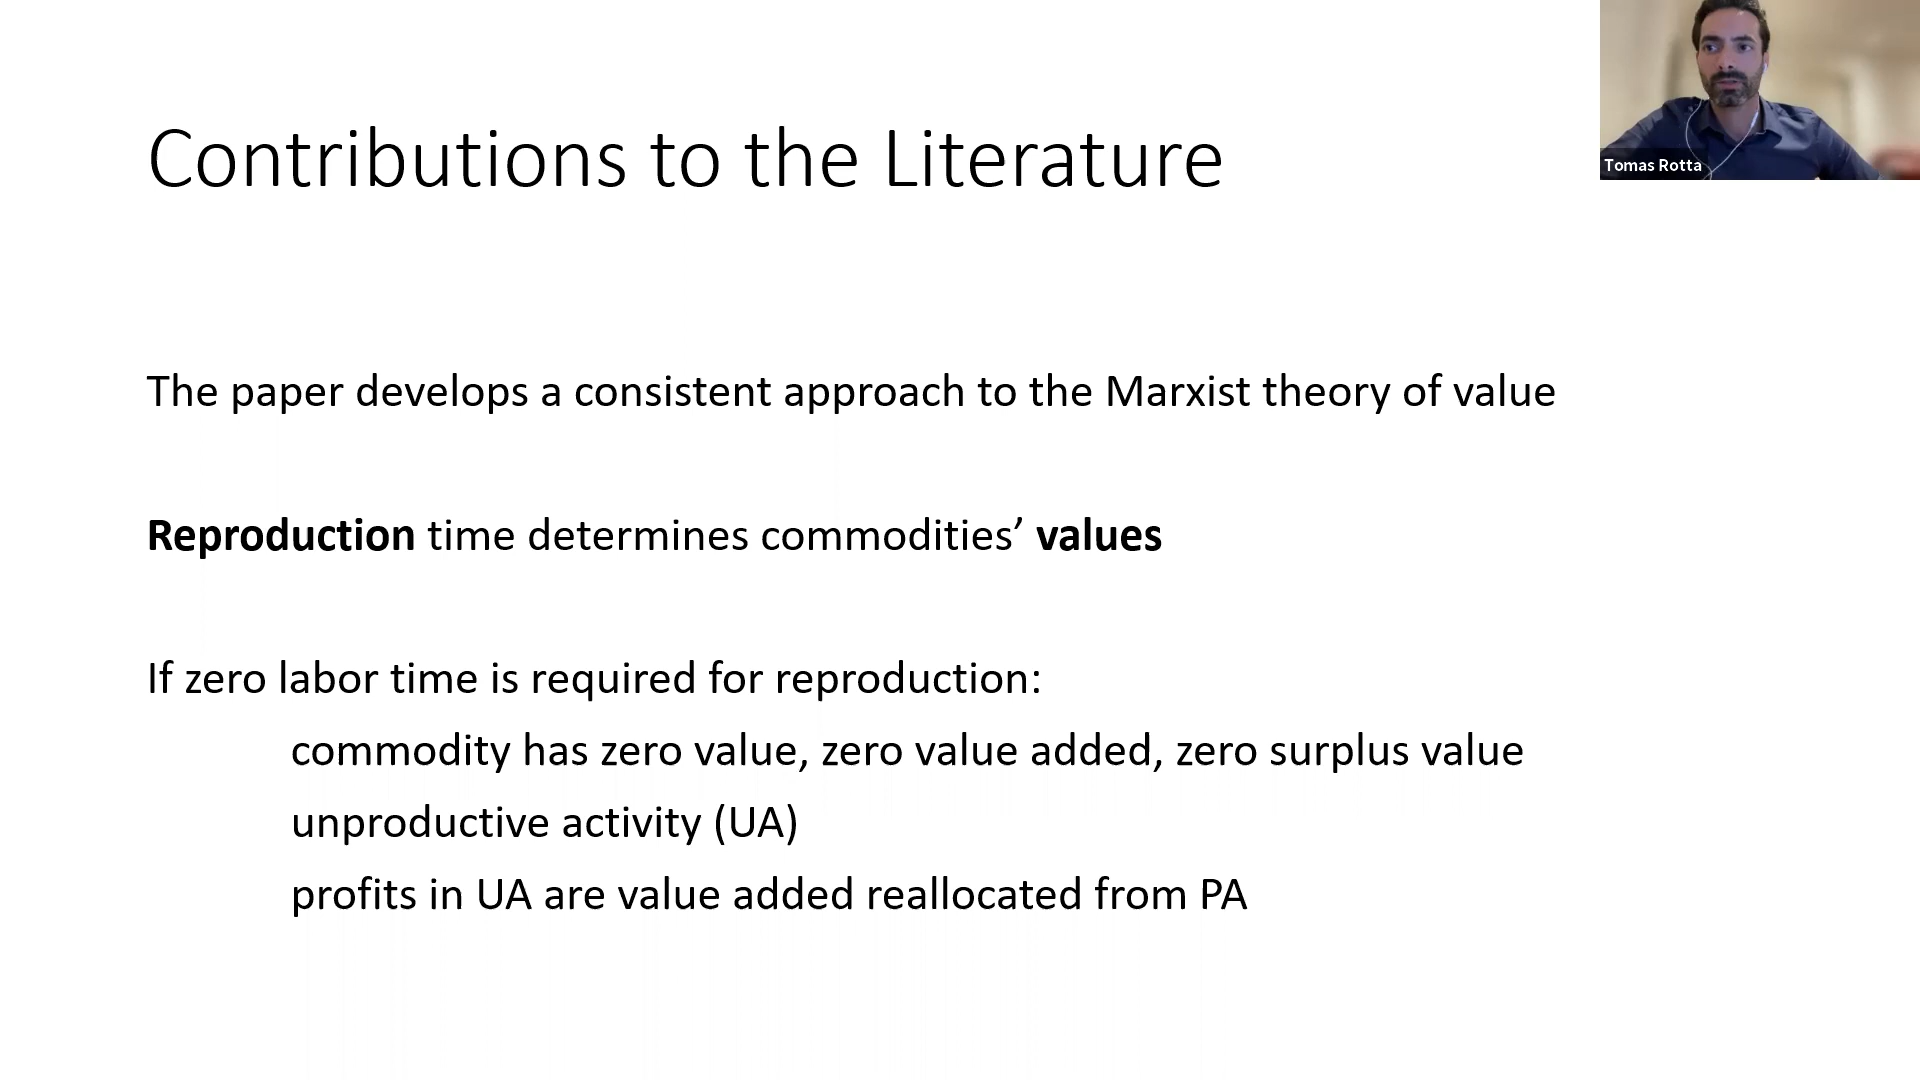 Contributions to the Literature
Tomas Rotta
The paper develops a consistent approach to the Marxist theory of value
Reproduction time determines commodities’ values
If zero labor time is required for reproduction:
commodity has zero value, zero value added, zero surplus value
unproductive activity (UA)
profits in UA are value added reallocated from PA